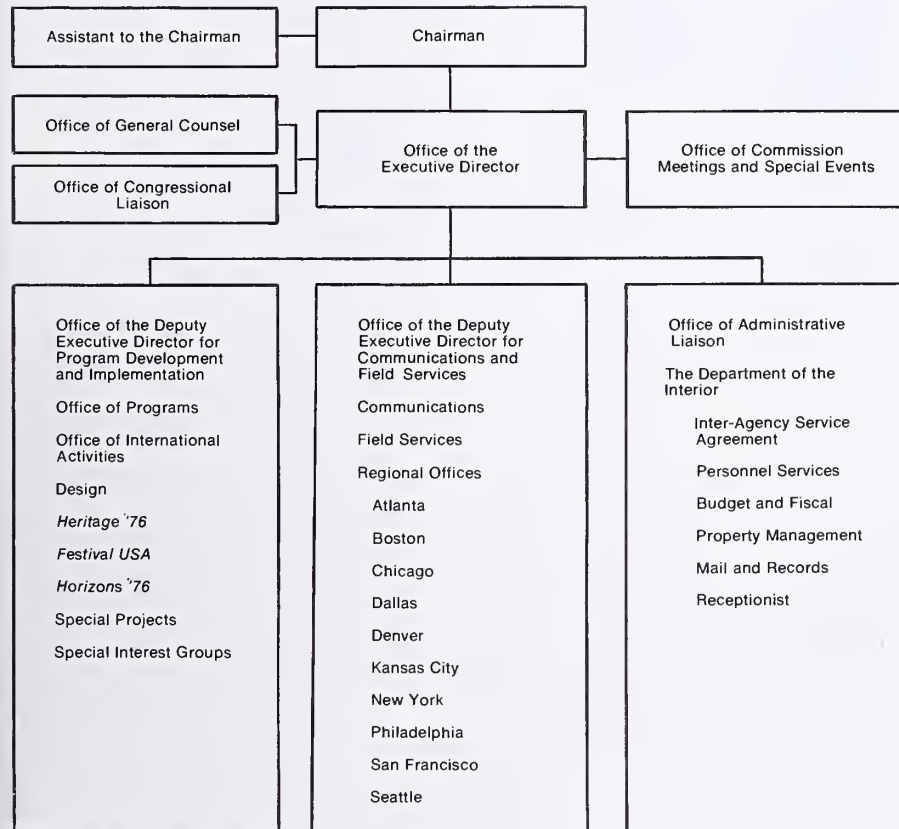 Assistant to the Chairman
Chairman
Office of General Counsel
Office of Congressional
Liaison
Office of the
Executive Director
Office of Commission
Meetings and Special Events
Office of the Deputy
Executive Director for
Program Development
and Implementation
Office of Programs
Office of International
Activities
Design
Heritage '76
Festival USA
Horizons '76
Special Projects
Special Interest Groups
Office of the Deputy
Executive Director for
Communications and
Field Services
Communications
Field Services
Regional Offices
Atlanta
Boston
Chicago
Dallas
Denver
Kansas City
New York
Philadelphia
San Francisco
Seattle
Office of Administrative
Liaison
The Department of the
Interior
Inter-Agency Service
Agreement
Personnel Services
Budget and Fiscal
Property Management
Mail and Records
Receptionist